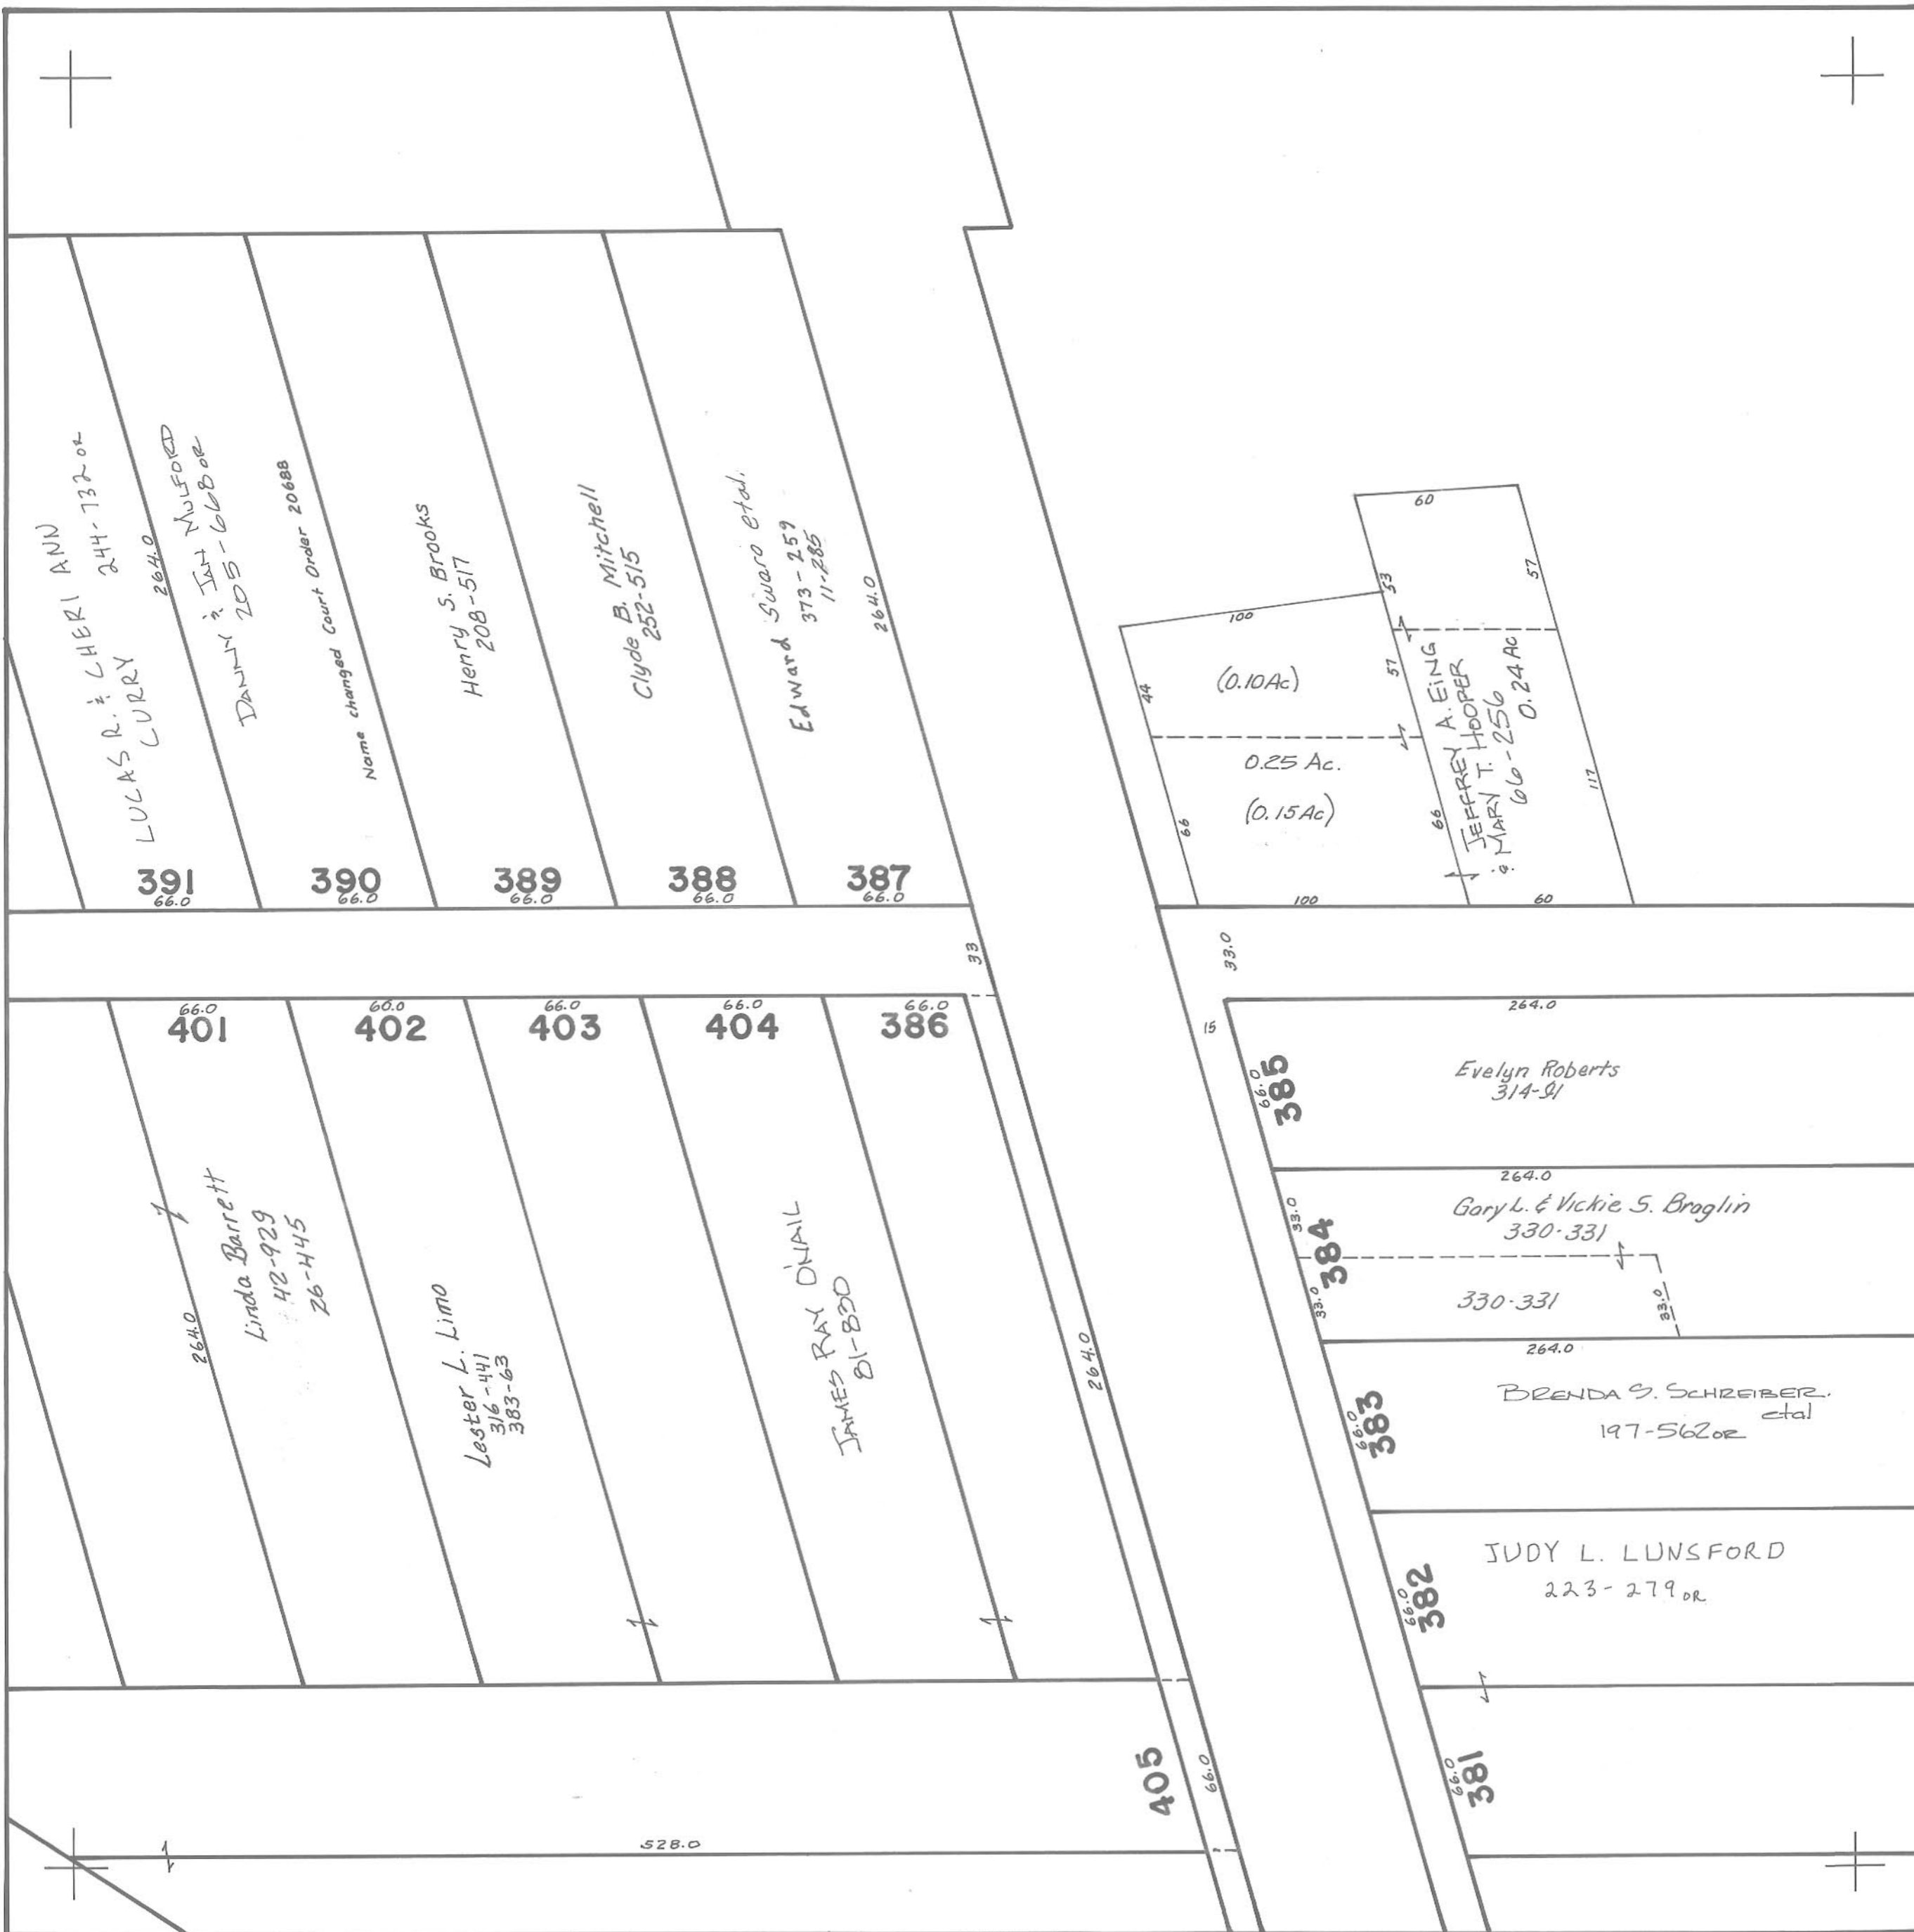 LUCAS R. & CHERI ANN
CURRY 244-732 OR
264.0
391
66.0
DANNY & JAN MULFORD
205-668 OR
Name changed Court Order 20688
390
66.0
Henry S. Brooks
208-517
389
66.0
Clyde B. Mitchell
252-515
388
66.0
Edward Swaro etal.
373-259
11-285
264.0
387
66.0
33
60
53
57
57
100
44
(0.10 Ac)
0.25 Ac.
(0.15 Ac)
66
66
100
JEFFREY A. EING
& MARY T. HOOPER
66-256
0.24 Ac
117
60
33.0
15
66.0
401
66.0
402
66.0
403
66.0
404
66.0
386
Linda Barrett
42-929
26-445
264.0
Lester L. Limo
316-441
383-63
JAMES RAY O'NAIL
81-830
264.0
264.0
66.0
385
Evelyn Roberts
314-91
264.0
33.0
384
33.0
Gary L. & Vickie S. Braglin
330-331
330-331
33.0
264.0
66.0
383
BRENDA S. SCHREIBER.
etal
197-562 OR
66.0
382
JUDY L. LUNSFORD
223-279 OR
66.0
381
405
66.0
528.0